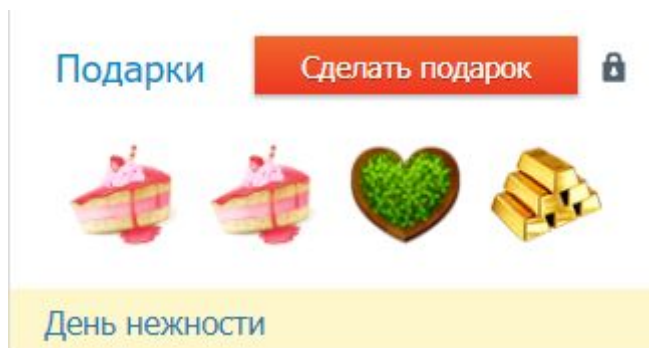 Подарки
Сделать подарок
День нежности